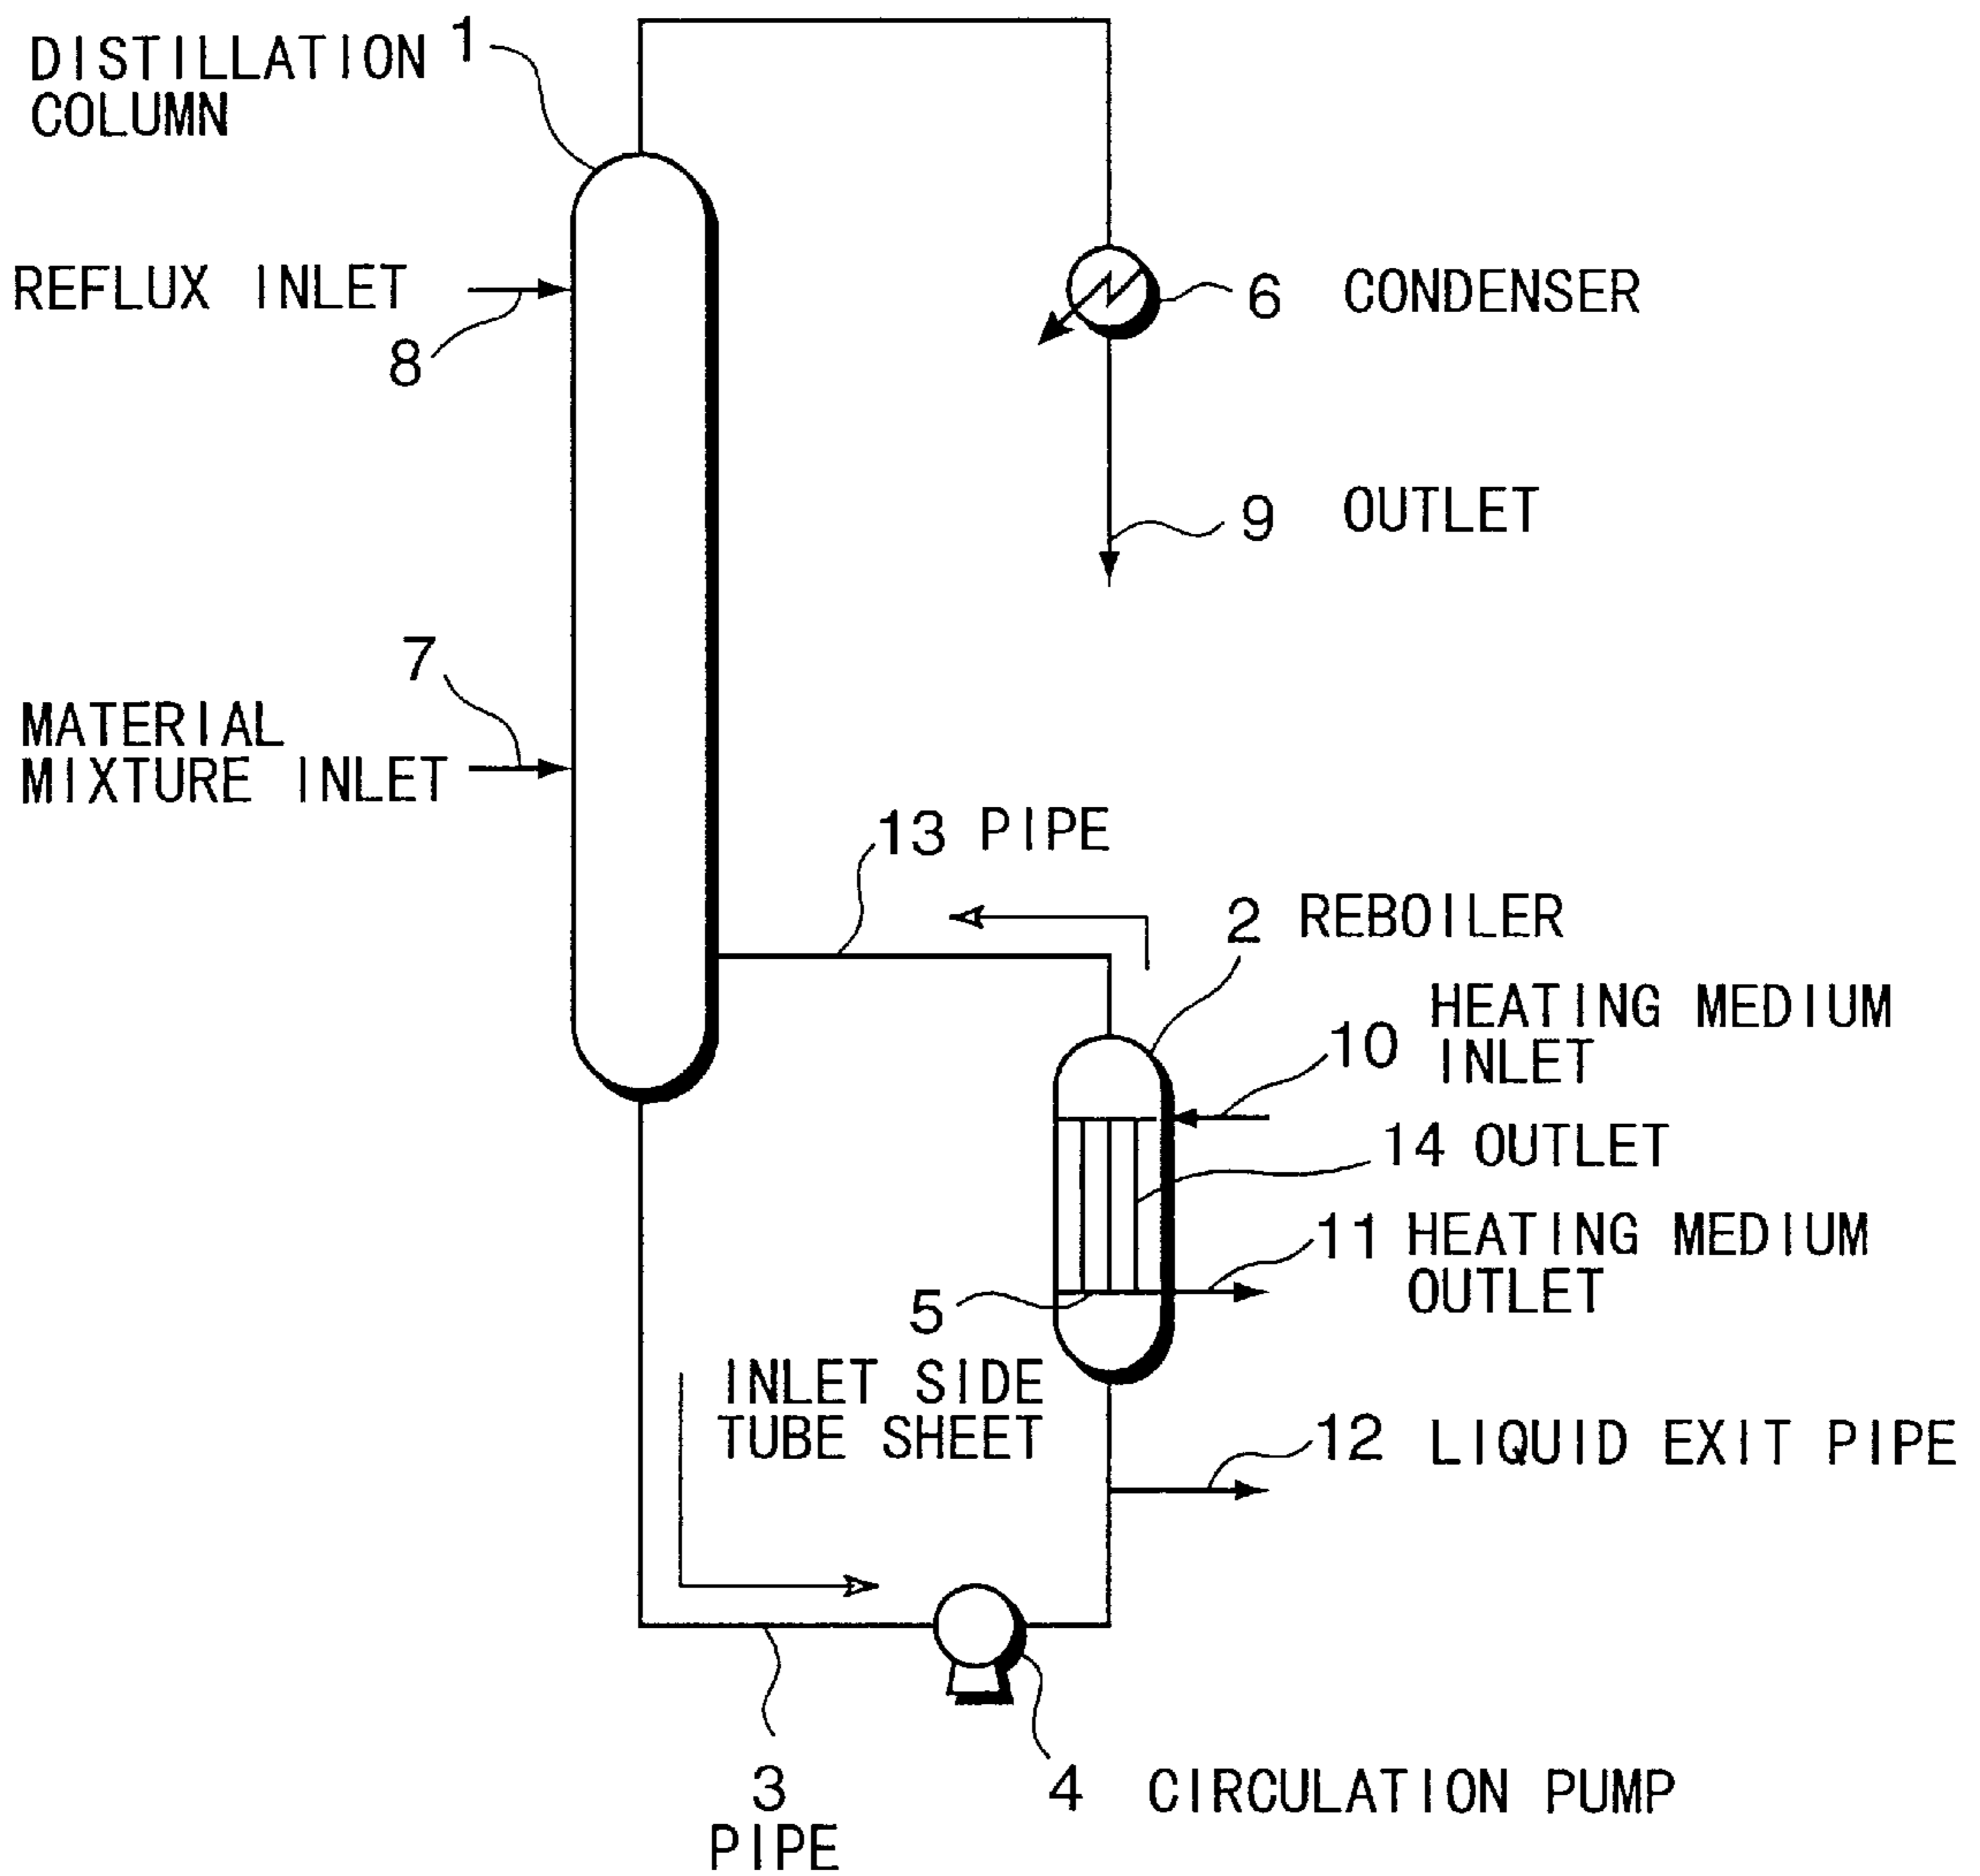 DISTILLATION 1
COLUMN
REFLUX INLET
8
6 CONDENSER
9 OUTLET
7
MATERIAL
MIXTURE INLET
13 PIPE
2 REBOILER
10 HEATING MEDIUM
INLET
14 OUTLET
11 HEATING MEDIUM
OUTLET
5
INLET SIDE
TUBE SHEET
12 LIQUID EXIT PIPE
3
PIPE
4 CIRCULATION PUMP